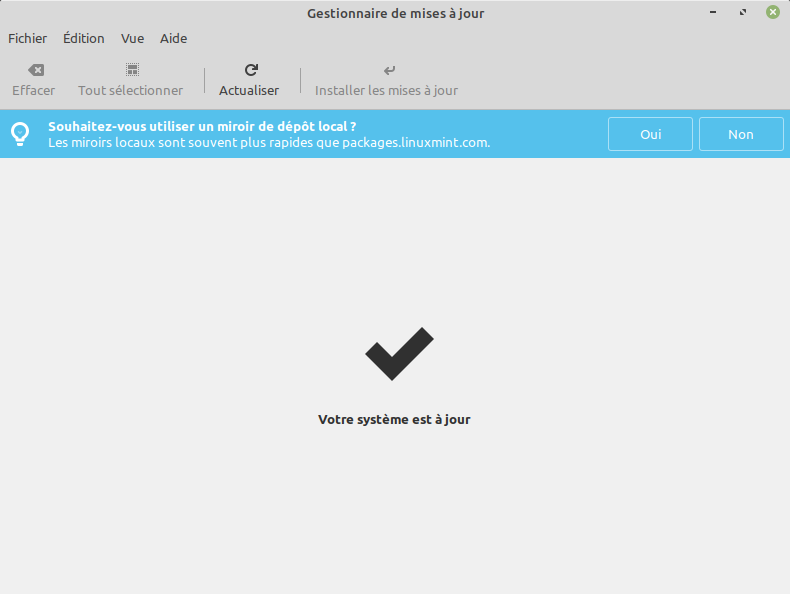 Gestionnaire de mises à jour
Fichier Édition Vue Aide
Effacer Tout sélectionner Actualiser Installer les mises à jour
Souhaitez-vous utiliser un miroir de dépôt local ?
Les miroirs locaux sont souvent plus rapides que packages.linuxmint.com.
Oui Non
Votre système est à jour